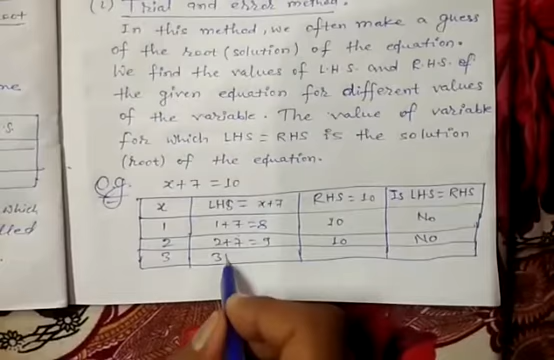 (i) Trial and error method.
In this method, we often make a guess
of the root (solution) of the equation.
We find the values of L.H.S. and R.H.S. of
the given equation for different values
of the variable. The value of variable
for which LHS = RHS is the solution
(root) of the equation.
e.g. x+7 = 10
x LHS = x+7 RHS = 10 Is LHS = RHS
1 1+7 = 8 10 No
2 2+7 = 9 10 No
3 3
which